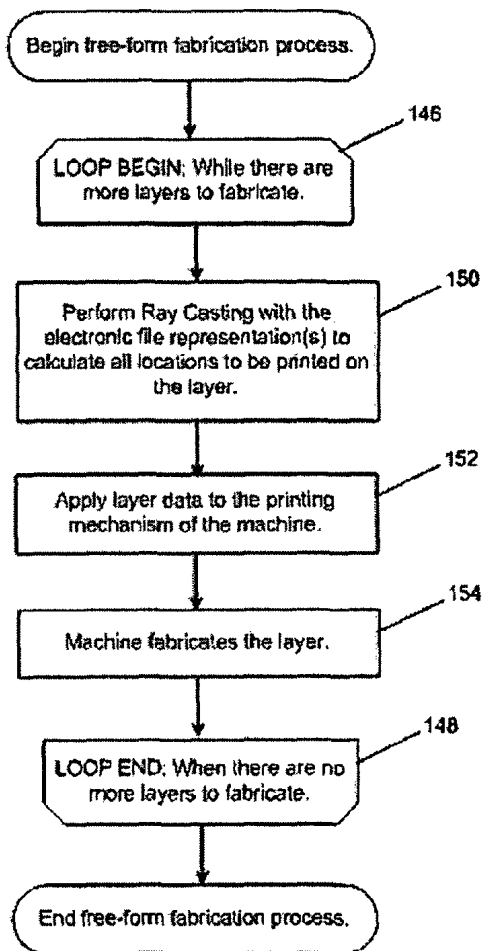 Begin free-form fabrication process.
146
LOOP BEGIN: While there are
more layers to fabricate.
150
Perform Ray Casting with the
electronic file representation(s) to
calculate all locations to be printed on
the layer.
152
Apply layer data to the printing
mechanism of the machine.
154
Machine fabricates the layer.
148
LOOP END: When there are no
more layers to fabricate.
End free-form fabrication process.